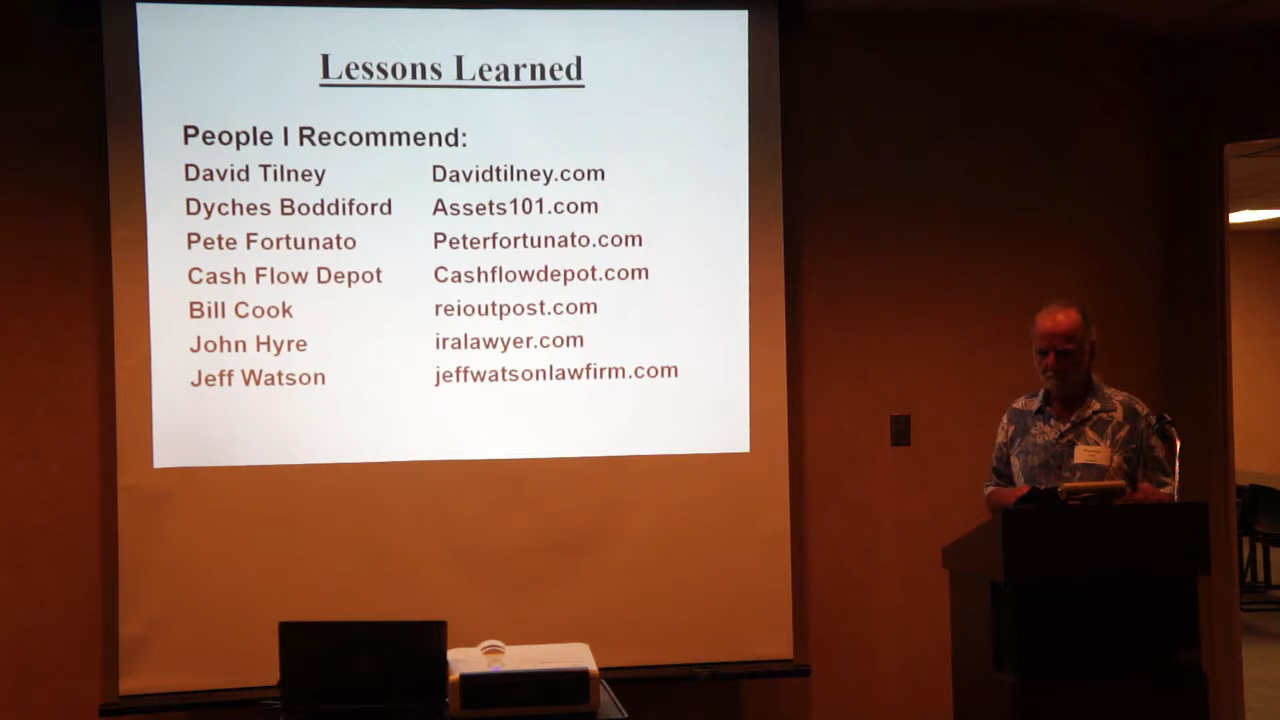 Lessons Learned
People I Recommend:
David Tilney Davidtilney.com
Dyches Boddiford Assets101.com
Pete Fortunato Peterfortunato.com
Cash Flow Depot Cashflowdepot.com
Bill Cook reioutpost.com
John Hyre iralawyer.com
Jeff Watson jeffwatsonlawfirm.com